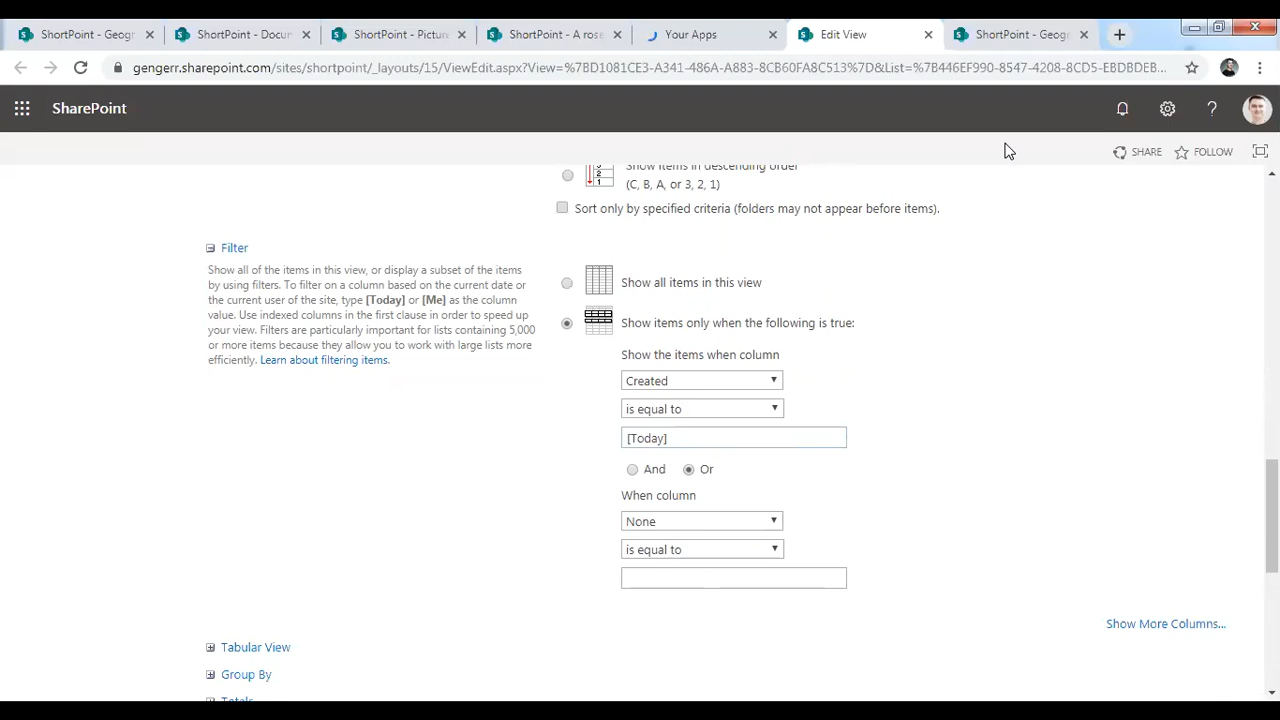 ShortPoint - Geogr
ShortPoint - Docun
ShortPoint - Picture
ShortPoint - A rose
Your Apps
Edit View
ShortPoint - Geog
gengerr.sharepoint.com/sites/shortpoint/_layouts/15/ViewEdit.aspx?View=%7BD1081CE3-A341-486A-A883-8CB60FA8C513%7D&List=%7B446EF990-8547-4208-8CD5-EBDBDEB...
SharePoint
SHARE FOLLOW
Show items in descending order
(C, B, A, or 3, 2, 1)
Sort only by specified criteria (folders may not appear before items).
Filter
Show all of the items in this view, or display a subset of the items
by using filters. To filter on a column based on the current date or
the current user of the site, type [Today] or [Me] as the column
value. Use indexed columns in the first clause in order to speed up
your view. Filters are particularly important for lists containing 5,000
or more items because they allow you to work with large lists more
efficiently. Learn about filtering items.
Show all items in this view
Show items only when the following is true:
Show the items when column
Created
is equal to
[Today]
And Or
When column
None
is equal to
Show More Columns...
Tabular View
Group By
Totals